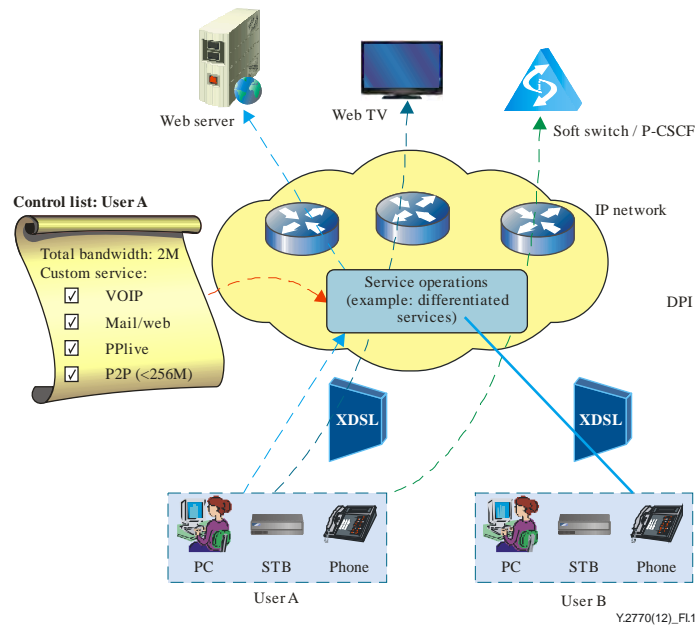 Web server
Web TV
Soft switch / P-CSCF
Control list: User A
IP network
Total bandwidth: 2M
Custom service:
☑ VOIP
☑ Mail/web
☑ PPlive
☑ P2P (<256M)
Service operations
(example: differentiated
services)
DPI
XDSL
XDSL
PC
STB
Phone
PC
STB
Phone
User A
User B
Y.2770(12)_FI.1